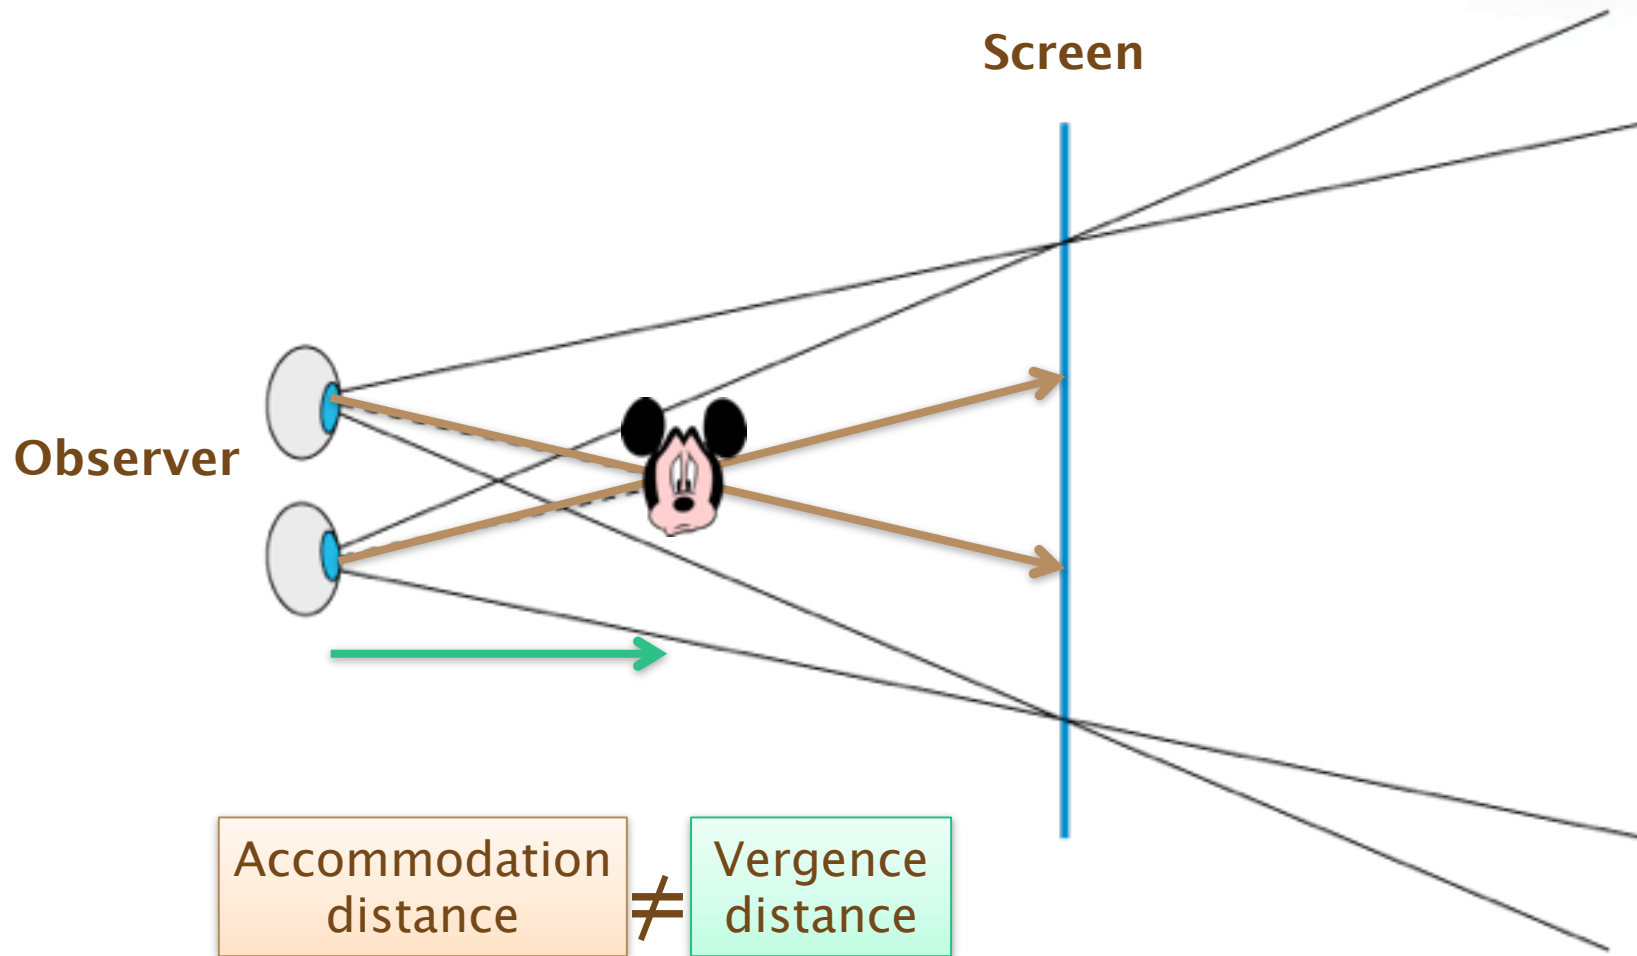 Screen
Observer
Accommodation
distance
≠
Vergence
distance